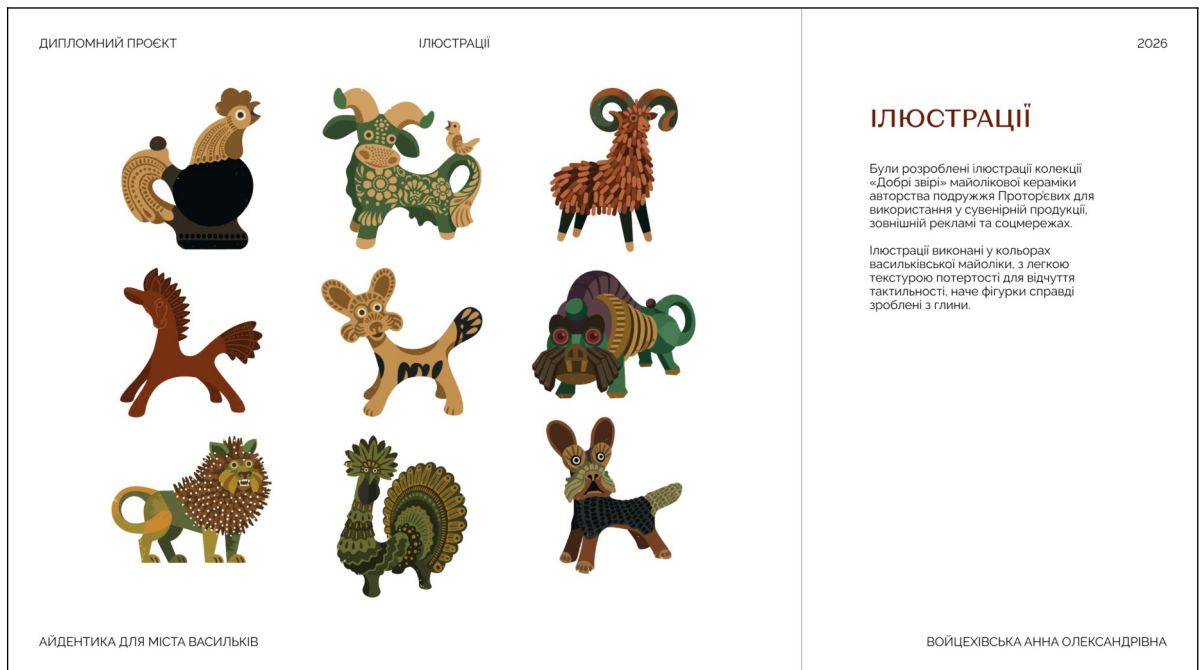 ДИПЛОМНИЙ ПРОЄКТ
ІЛЮСТРАЦІЇ
2026
ІЛЮСТРАЦІЇ
Були розроблені ілюстрації колекції
«Добрі звірі» майолікової кераміки
авторства подружжя Протор'євих для
використання у сувенірній продукції,
зовнішній рекламі та соцмережах.
Ілюстрації виконані у кольорах
васильківської майоліки, з легкою
текстурою потертості для відчуття
тактильності, наче фігурки справді
зроблені з глини.
АЙДЕНТИКА ДЛЯ МІСТА ВАСИЛЬКІВ
ВОЙЦЕХІВСЬКА АННА ОЛЕКСАНДРІВНА